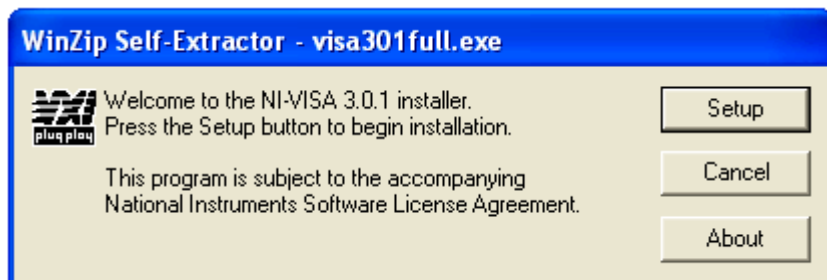 WinZip Self-Extractor - visa301full.exe
VXI
plug play
Welcome to the NI-VISA 3.0.1 installer.
Press the Setup button to begin installation.
This program is subject to the accompanying
National Instruments Software License Agreement.
Setup
Cancel
About